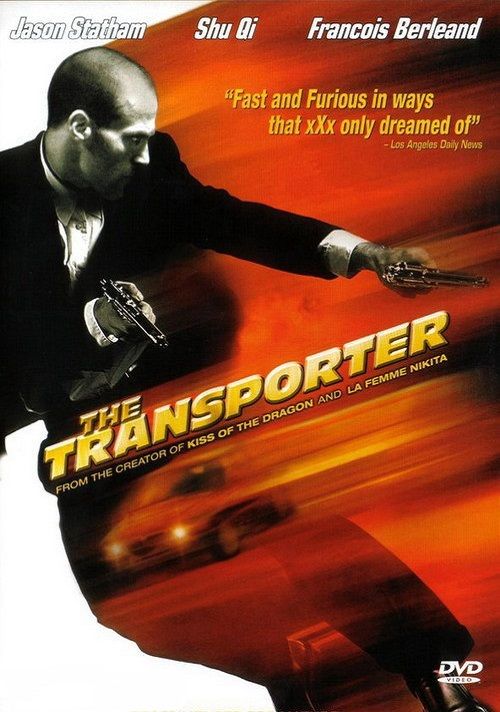 Jason Statham Shu Qi Francois Berleand
“Fast and Furious in ways
that xXx only dreamed of”
– Los Angeles Daily News
THE
TRANSPORTER
FROM THE CREATOR OF KISS OF THE DRAGON AND LA FEMME NIKITA
DVD
VIDEO